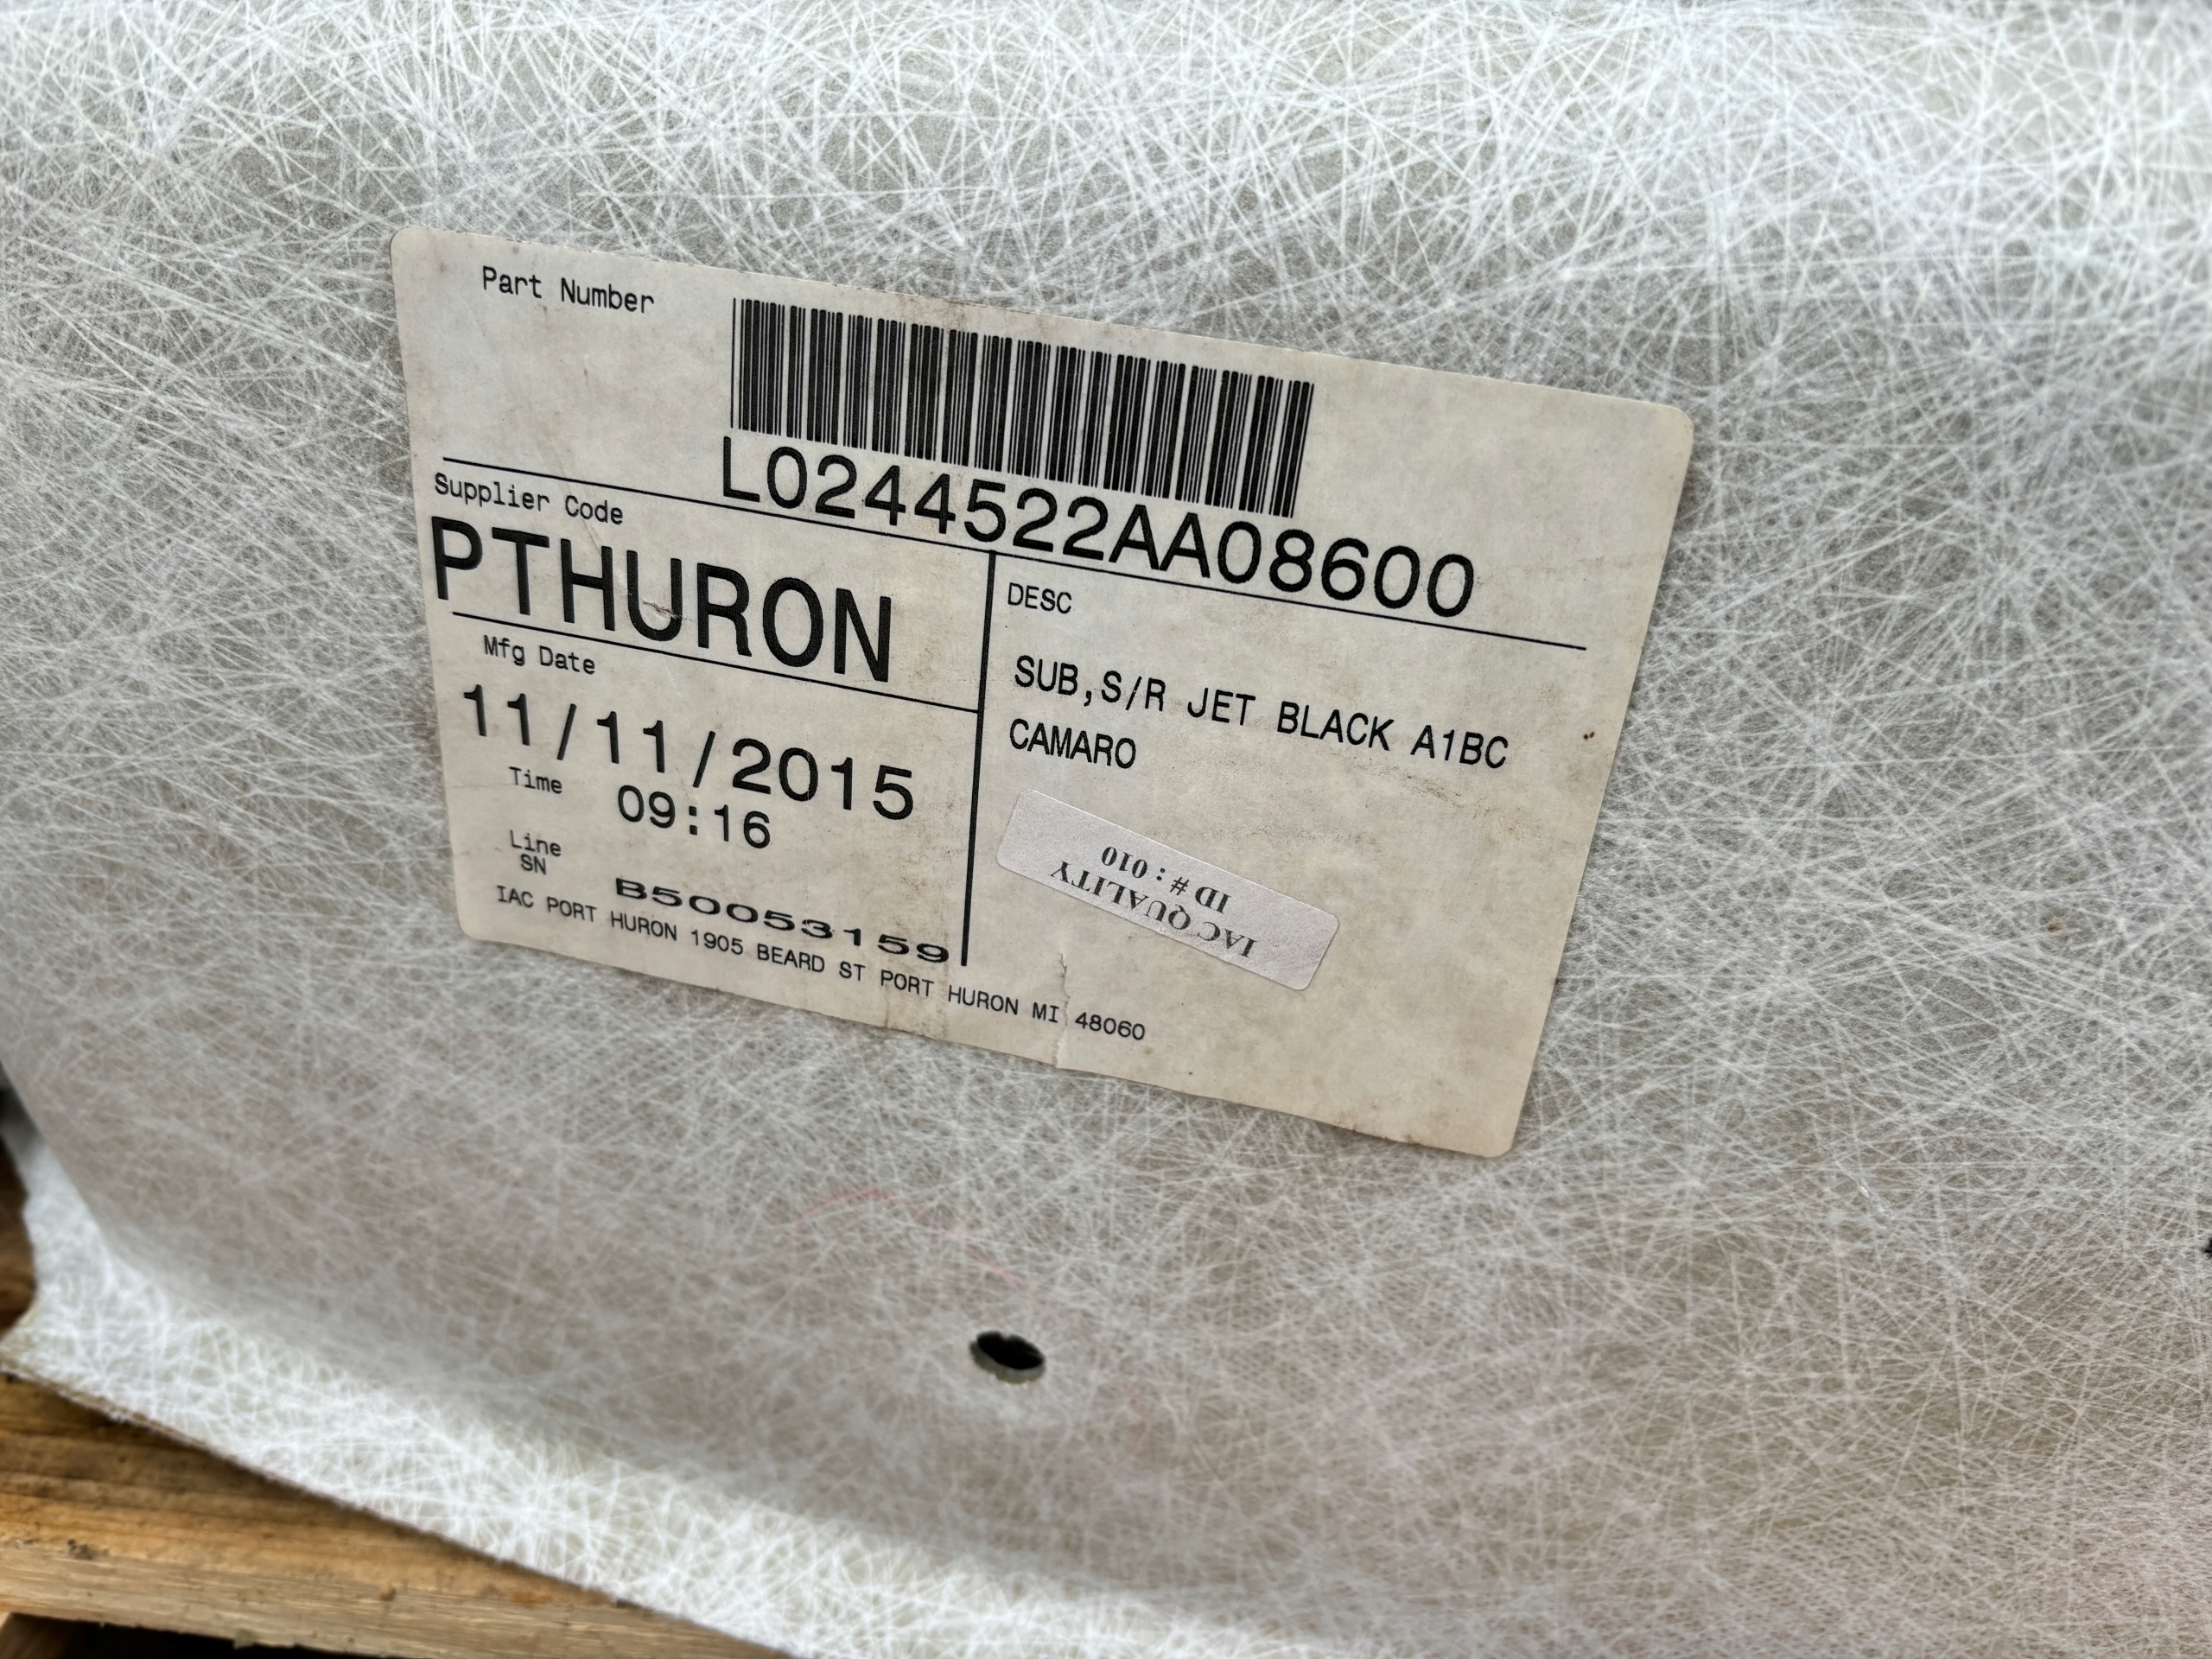 Part Number
L0244522AA08600
Supplier Code
PTHURON
Mfg Date
11/11/2015
Time
09:16
Line
SN
B50053159
DESC
SUB,S/R JET BLACK A1BC
CAMARO
IAC QUALITY
ID # : 010
IAC PORT HURON 1905 BEARD ST PORT HURON MI 48060